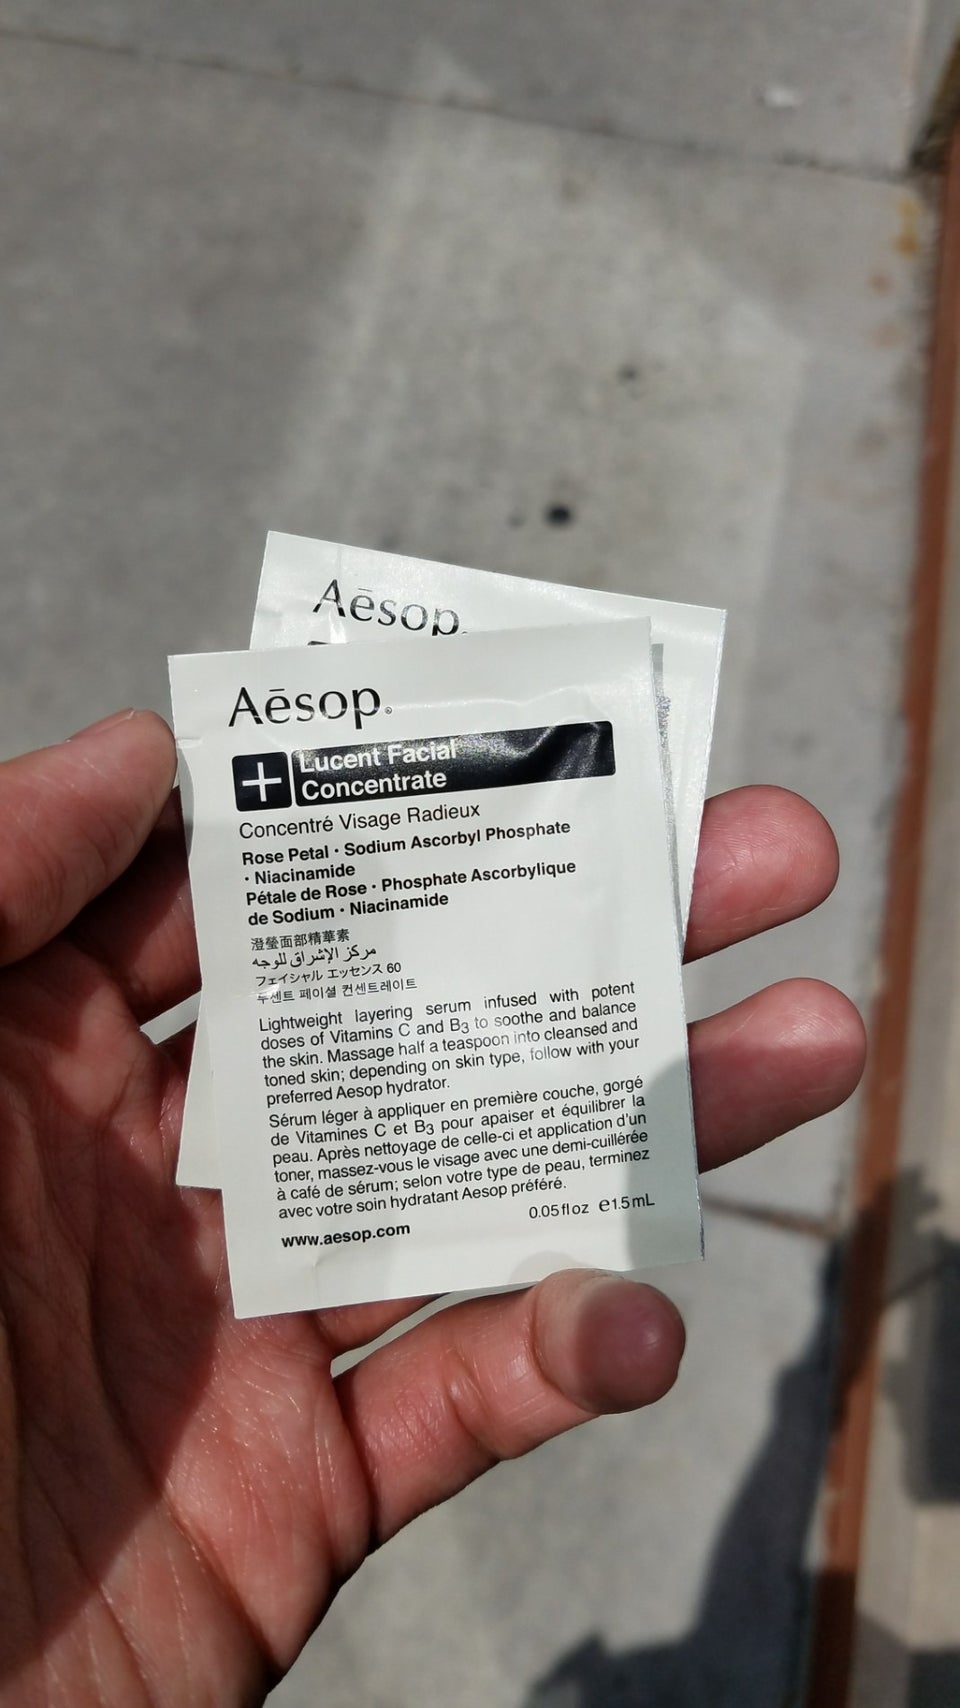 Aēsop.
Aēsop®
+ Lucent Facial
Concentrate
Concentré Visage Radieux
Rose Petal · Sodium Ascorbyl Phosphate
· Niacinamide
Pétale de Rose · Phosphate Ascorbylique
de Sodium · Niacinamide
澄瑩面部精華素
مركز الإشراق للوجه
フェイシャル エッセンス 60
루센트 페이셜 컨센트레이트
Lightweight layering serum infused with potent
doses of Vitamins C and B3 to soothe and balance
the skin. Massage half a teaspoon into cleansed and
toned skin; depending on skin type, follow with your
preferred Aesop hydrator.
Sérum léger à appliquer en première couche, gorgé
de Vitamines C et B3 pour apaiser et équilibrer la
peau. Après nettoyage de celle-ci et application d'un
toner, massez-vous le visage avec une demi-cuillérée
à café de sérum; selon votre type de peau, terminez
avec votre soin hydratant Aesop préféré.
www.aesop.com 0.05 fl oz e 1.5 mL